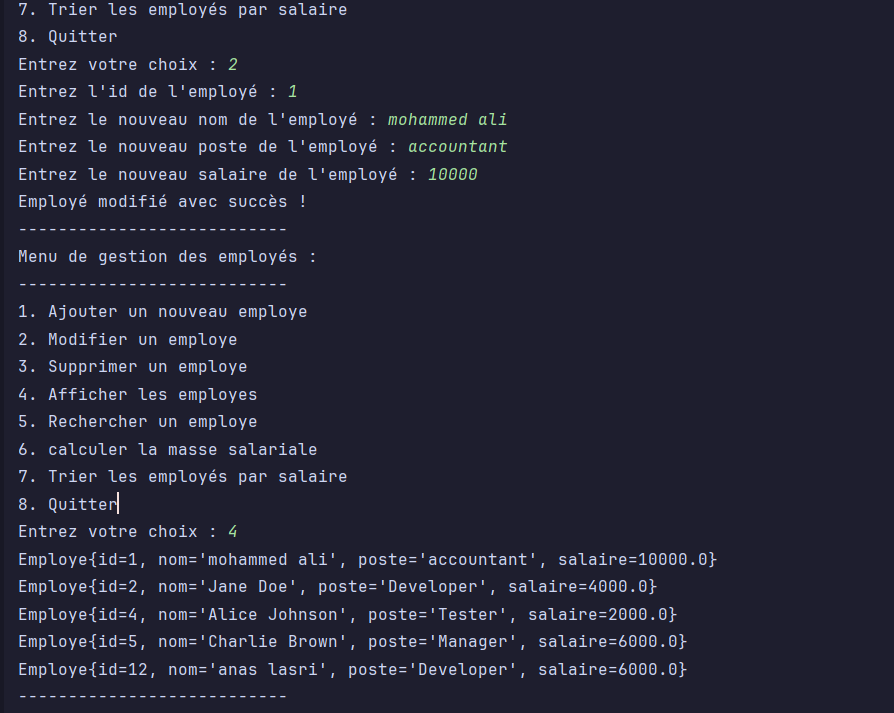 7. Trier les employés par salaire
8. Quitter
Entrez votre choix : 2
Entrez l'id de l'employé : 1
Entrez le nouveau nom de l'employé : mohammed ali
Entrez le nouveau poste de l'employé : accountant
Entrez le nouveau salaire de l'employé : 10000
Employé modifié avec succès !
---------------------------
Menu de gestion des employés :
---------------------------
1. Ajouter un nouveau employe
2. Modifier un employe
3. Supprimer un employe
4. Afficher les employes
5. Rechercher un employe
6. calculer la masse salariale
7. Trier les employés par salaire
8. Quitter
Entrez votre choix : 4
Employe{id=1, nom='mohammed ali', poste='accountant', salaire=10000.0}
Employe{id=2, nom='Jane Doe', poste='Developer', salaire=4000.0}
Employe{id=4, nom='Alice Johnson', poste='Tester', salaire=2000.0}
Employe{id=5, nom='Charlie Brown', poste='Manager', salaire=6000.0}
Employe{id=12, nom='anas lasri', poste='Developer', salaire=6000.0}
---------------------------